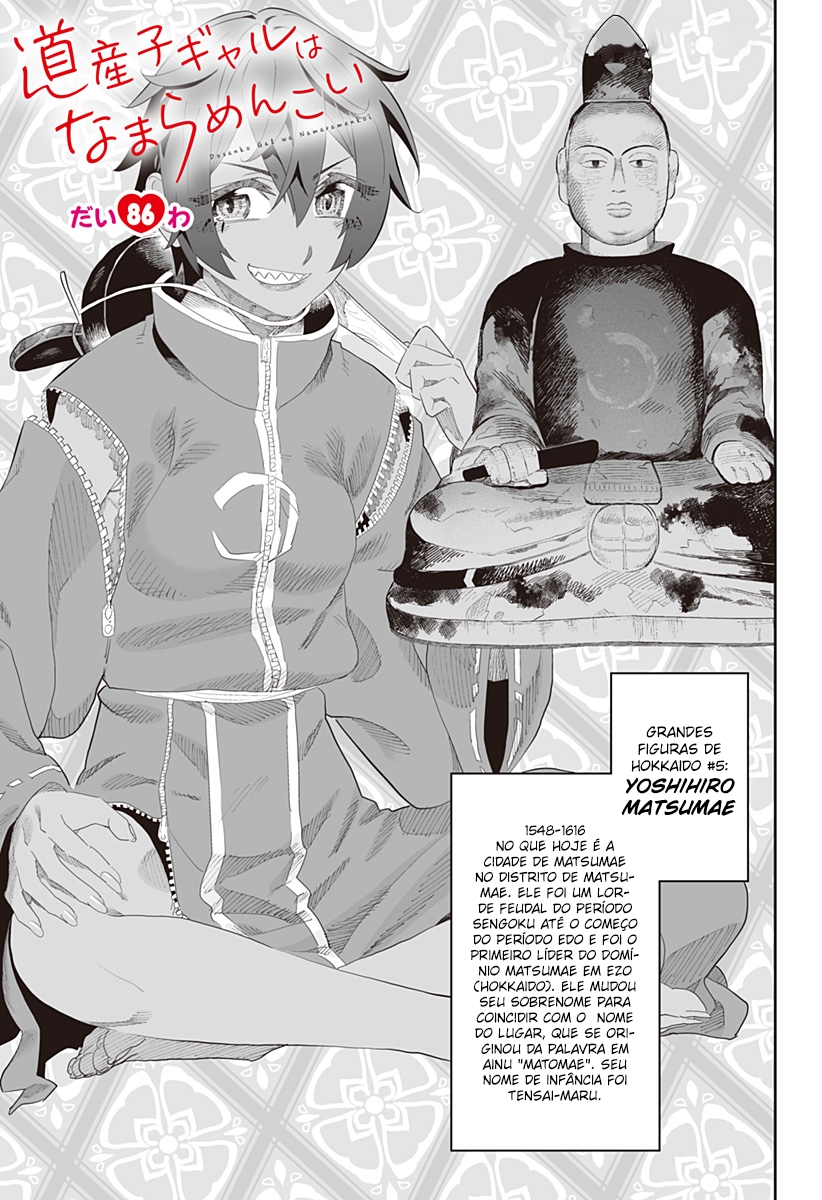 道産子ギャルは
なまらめんこい
Dosanko Gal wa Namaramenkoi
だい86わ
GRANDES
FIGURAS DE
HOKKAIDO #5:
YOSHIHIRO
MATSUMAE
1548-1616
NO QUE HOJE É A
CIDADE DE MATSUMAE
NO DISTRITO DE MATSU-
MAE. ELE FOI UM LOR-
DE FEUDAL DO PERÍODO
SENGOKU ATÉ O COMEÇO
DO PERÍODO EDO E FOI O
PRIMEIRO LÍDER DO DOMÍ-
NIO MATSUMAE EM EZO
(HOKKAIDO). ELE MUDOU
SEU SOBRENOME PARA
COINCIDIR COM O NOME
DO LUGAR, QUE SE ORI-
GINOU DA PALAVRA EM
AINU "MATOMAE". SEU
NOME DE INFÂNCIA FOI
TENSAI-MARU.